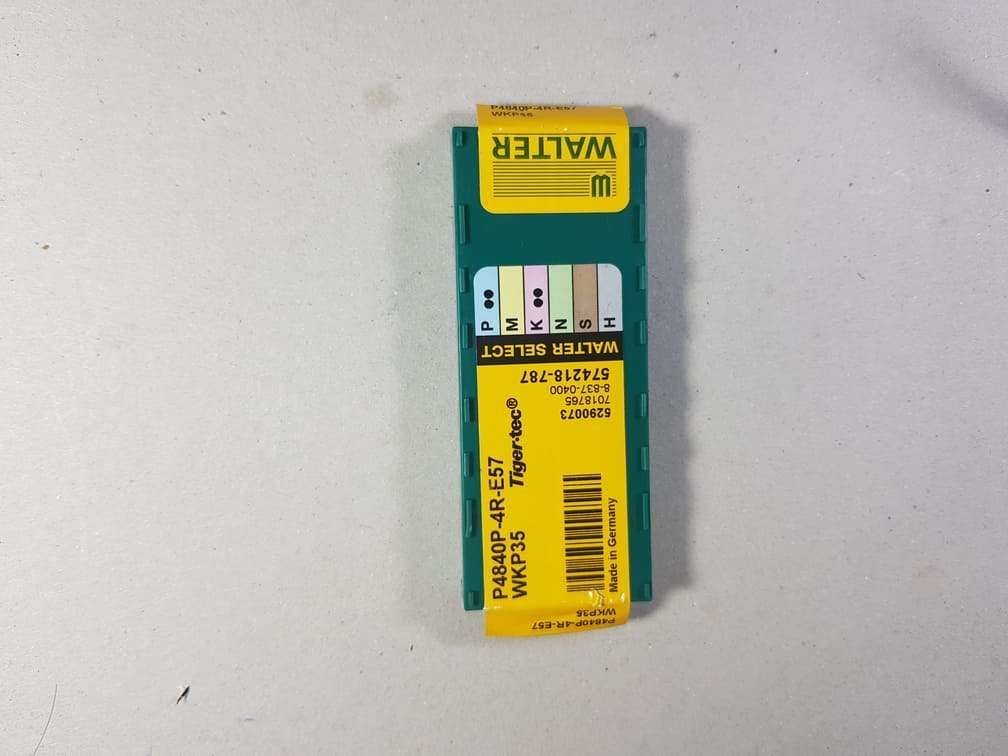 P4840P-4R-E57
WKP35
WALTER
P
M
K
N
S
H
WALTER SELECT
574218-787
8-837-0400
7018765
5290073
Tiger·tec®
P4840P-4R-E57
WKP35
Made in Germany
P4840P-4R-E57
WKP35